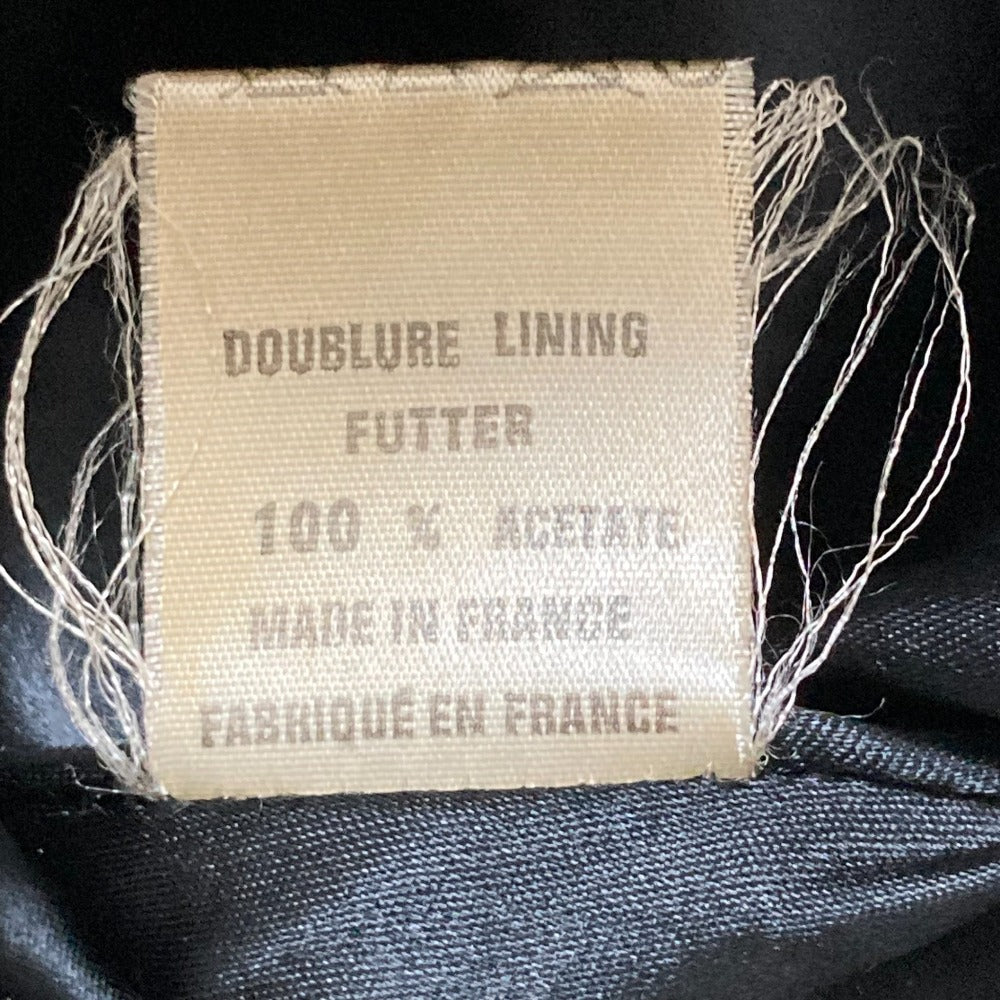 DOUBLURE LINING
FUTTER
100 % ACETATE
MADE IN FRANCE
FABRIQUÉ EN FRANCE